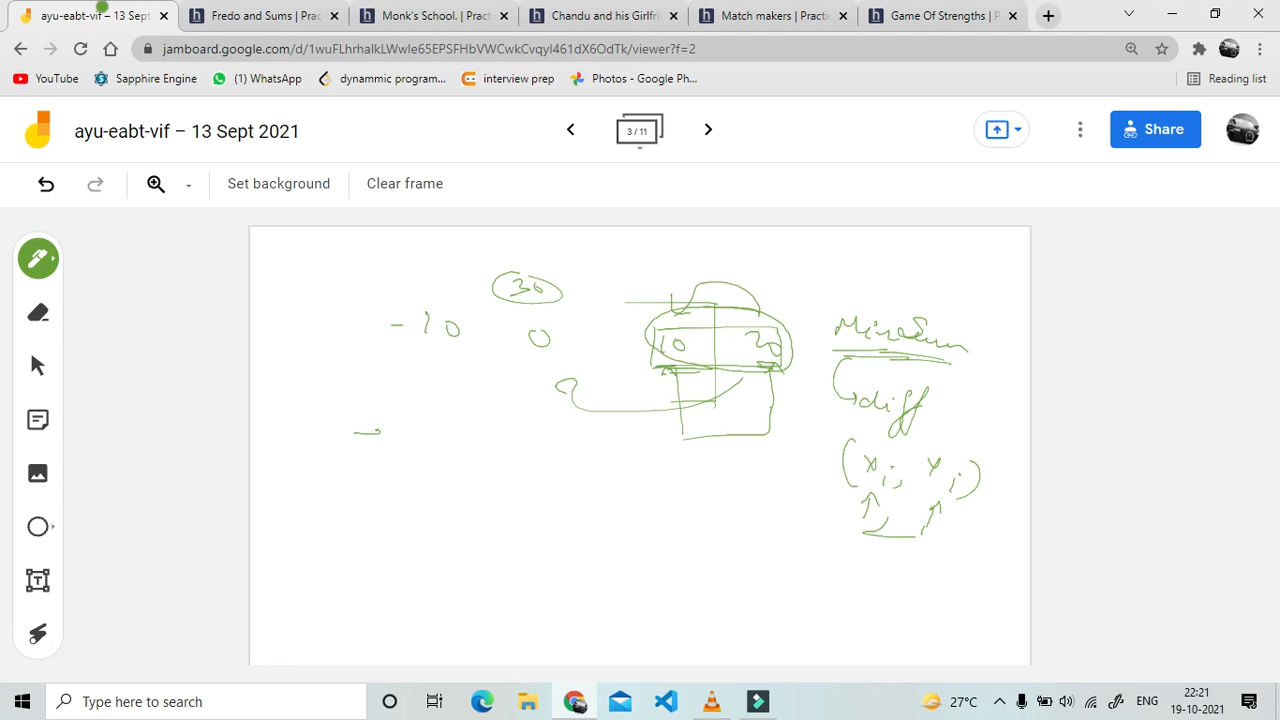 ayu-eabt-vif – 13 Sept
Fredo and Sums | Prac
Monk's School, | Pract
Chandu and his Girlfri
Match makers | Practic
Game Of Strengths | P
jamboard.google.com/d/1wuFLhrhalkLWwle65EPSFHbVWCwkCvqyl461dX6OdTk/viewer?f=2
YouTube
Sapphire Engine
(1) WhatsApp
dynammic program...
interview prep
Photos - Google Ph...
Reading list
ayu-eabt-vif – 13 Sept 2021
3 / 11
Share
Set background
Clear frame
30
-10 0 10 20
diff
(xi, xj)
Type here to search
27°C
ENG
22:21
19-10-2021